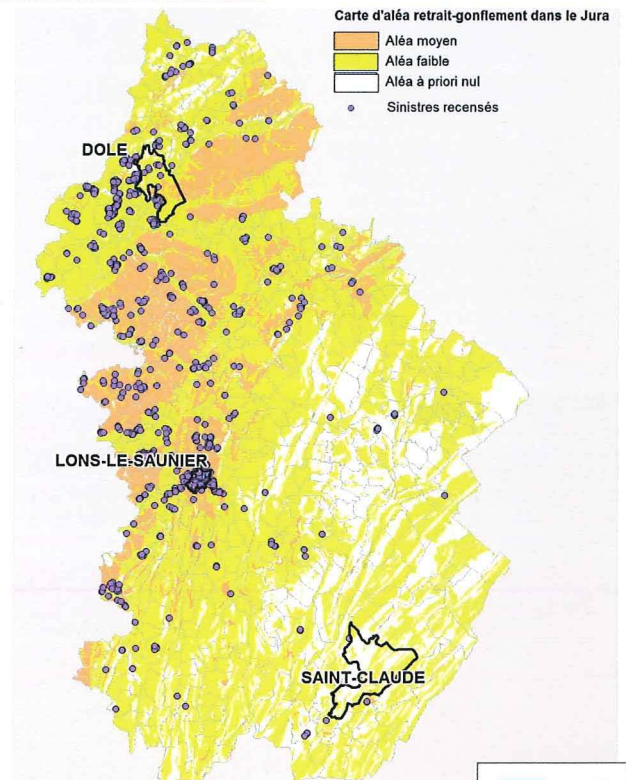 Carte d'aléa retrait-gonflement dans le Jura
Aléa moyen
Aléa faible
Aléa à priori nul
Sinistres recensés
DOLE
LONS-LE-SAUNIER
SAINT-CLAUDE